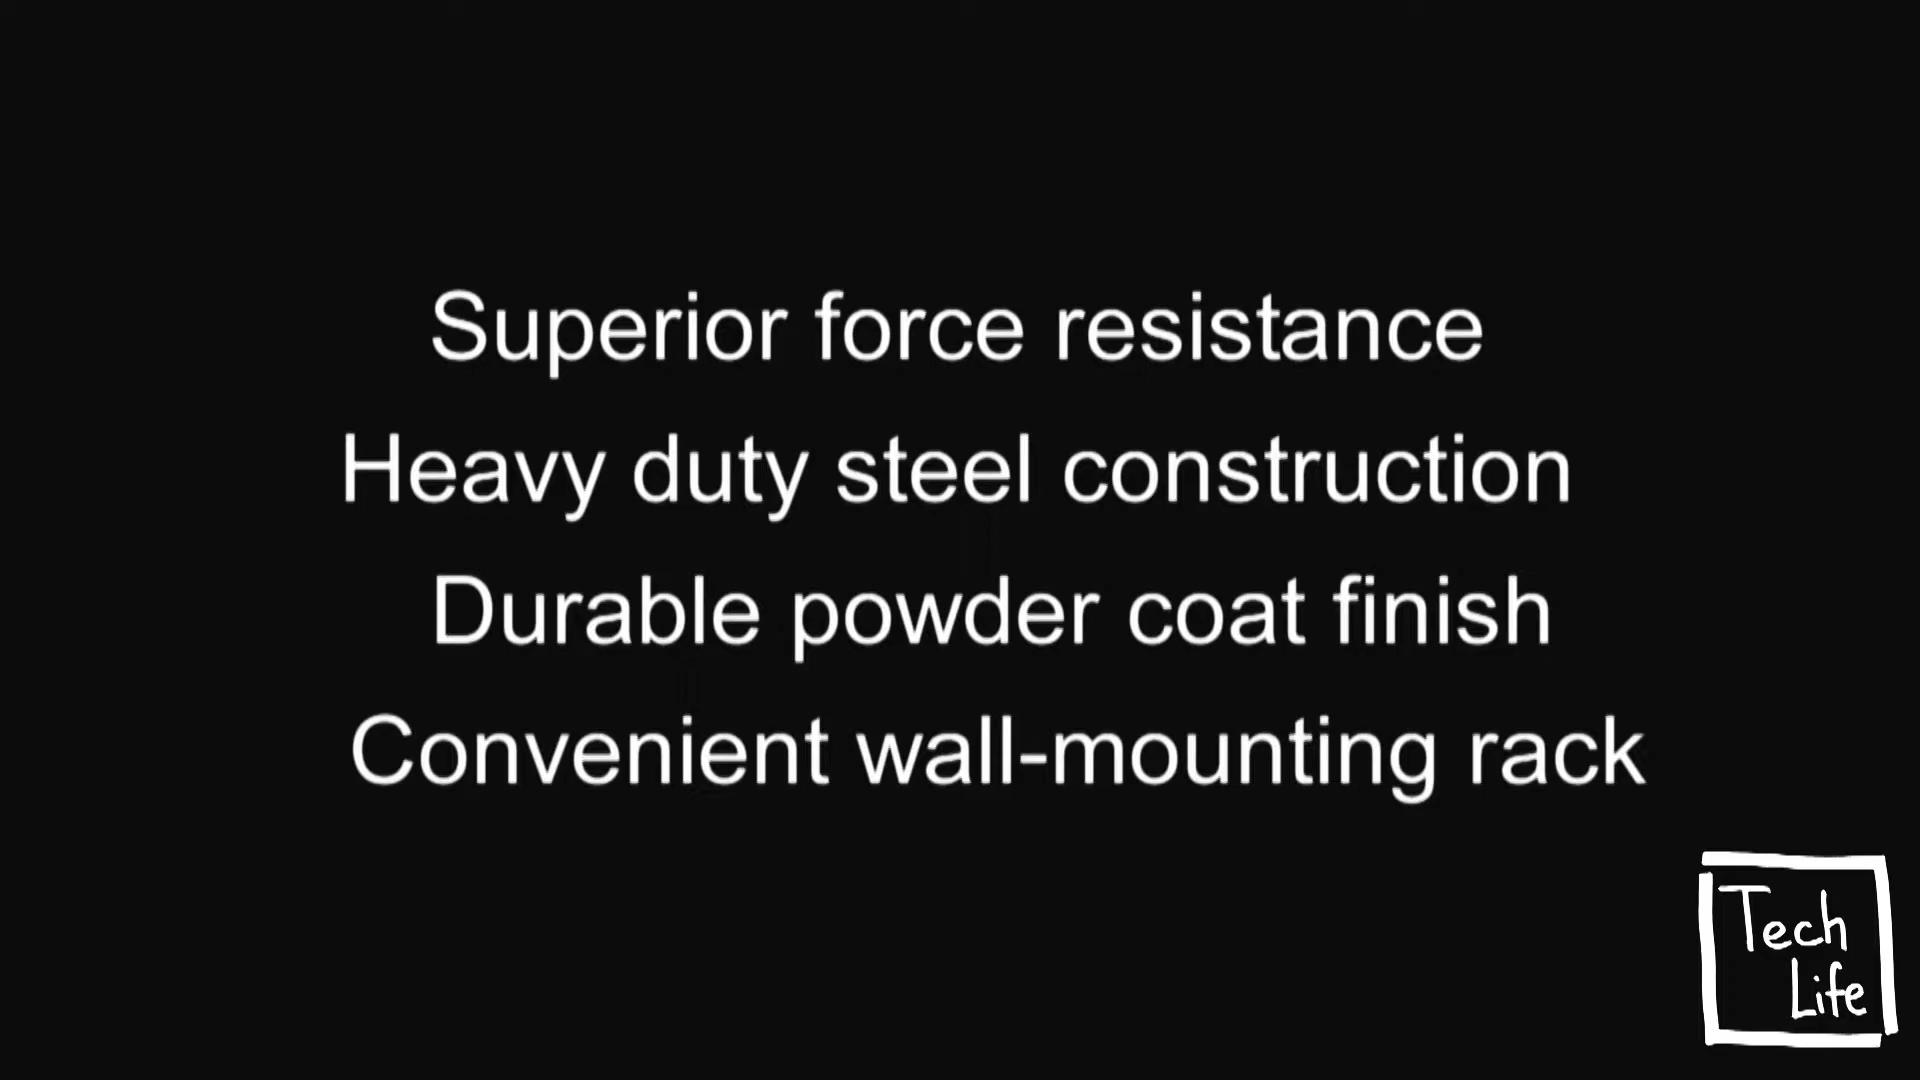 Superior force resistance
Heavy duty steel construction
Durable powder coat finish
Convenient wall-mounting rack
Tech
Life